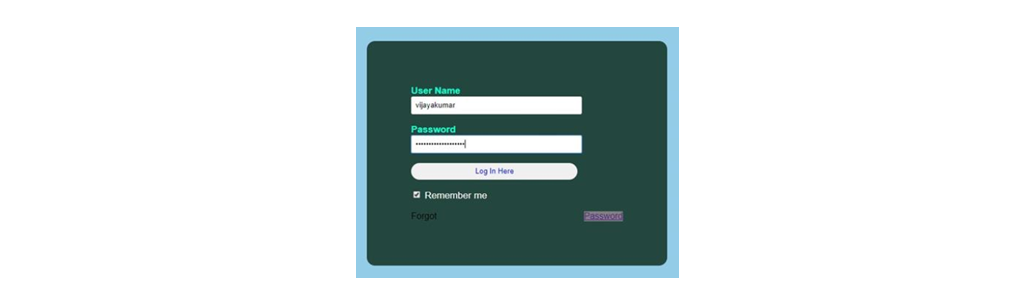 User Name
vijayakumar
Password
Log In Here
Remember me
Forgot Password